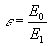 ε = E₀ / E₁